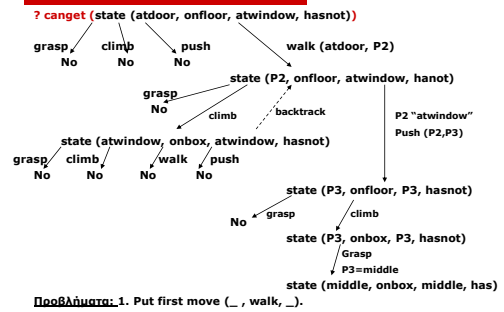 ? canget (state (atdoor, onfloor, atwindow, hasnot))
grasp climb push walk (atdoor, P2)
No No No
state (P2, onfloor, atwindow, hanot)
grasp
No
climb backtrack
P2 “atwindow”
Push (P2,P3)
state (atwindow, onbox, atwindow, hasnot)
grasp climb walk push
No No No No
state (P3, onfloor, P3, hasnot)
No grasp climb
state (P3, onbox, P3, hasnot)
Grasp
P3=middle
state (middle, onbox, middle, has)
Προβλήματα: 1. Put first move (_ , walk, _).